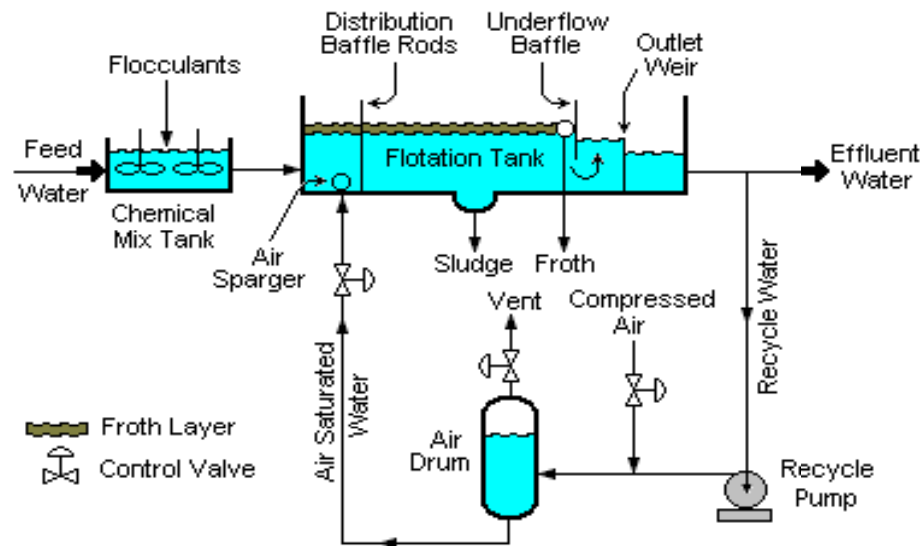 Distribution
Baffle Rods
Underflow
Baffle
Outlet
Weir
Flocculants
Feed
Water
Flotation Tank
Effluent
Water
Chemical
Mix Tank
Air
Sparger
Sludge
Froth
Vent
Compressed
Air
Recycle Water
Air Saturated
Water
Froth Layer
Control Valve
Air
Drum
Recycle
Pump